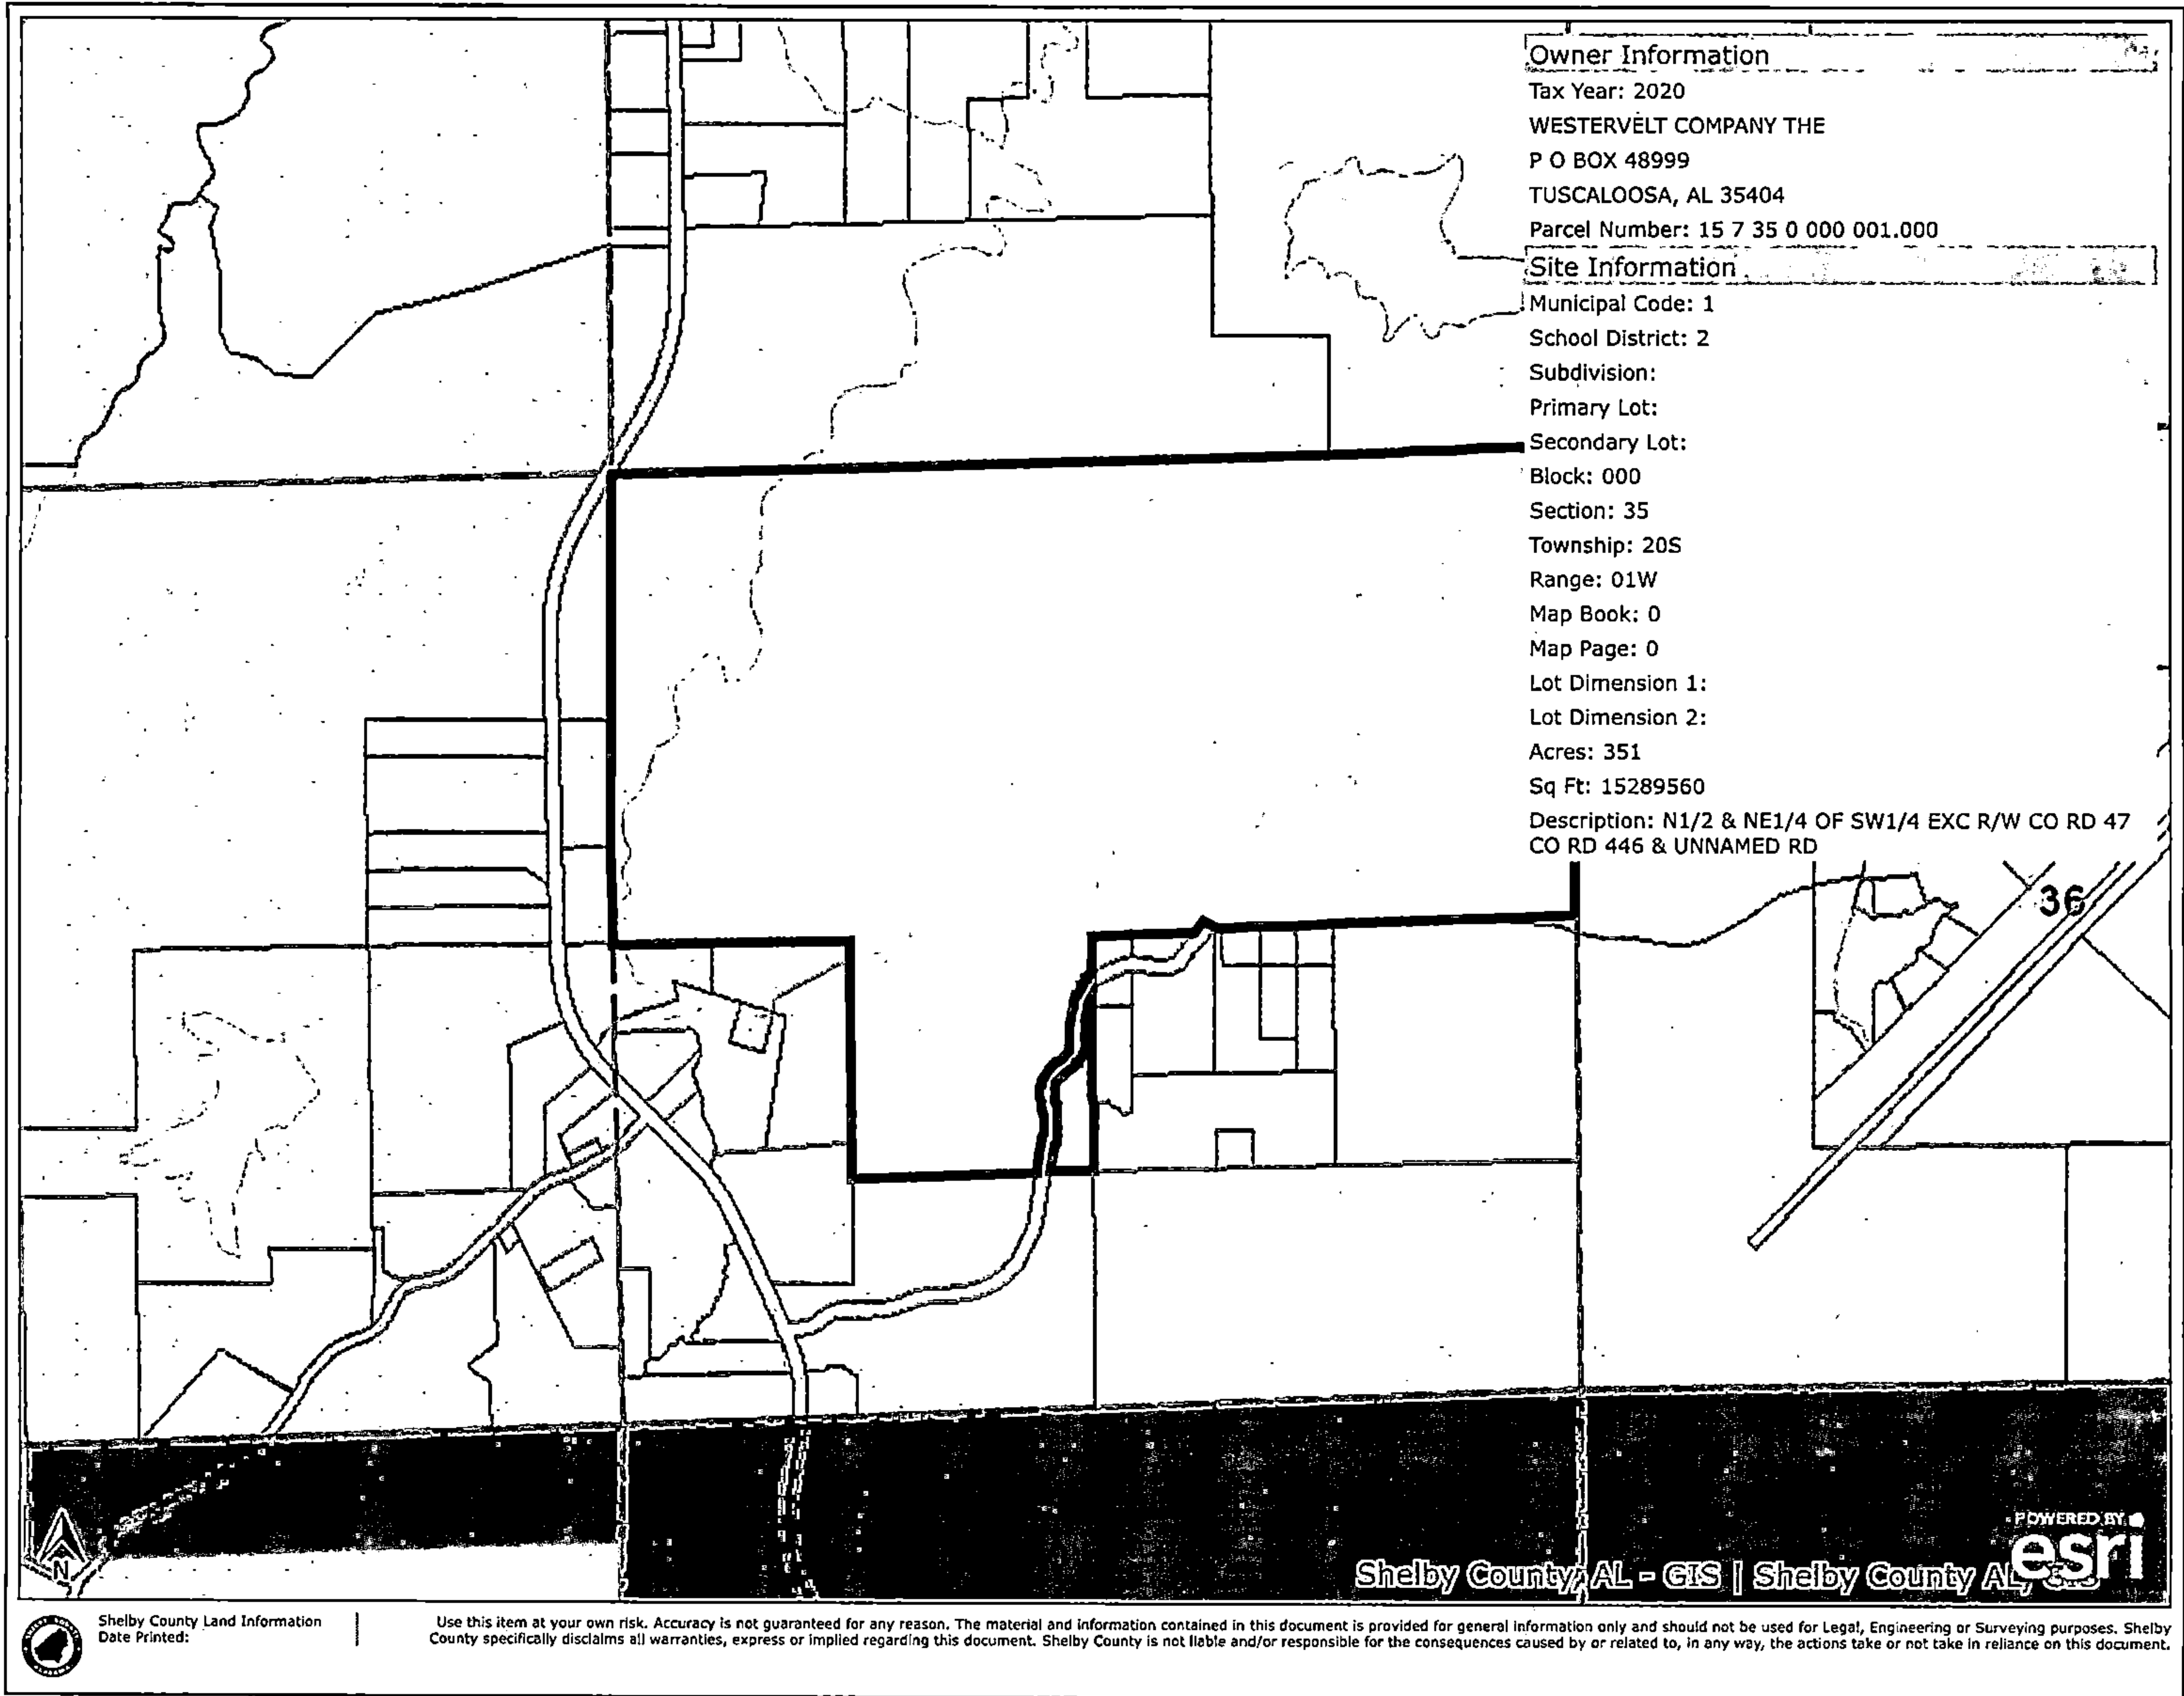 Owner Information
Tax Year: 2020
WESTERVELT COMPANY THE
P O BOX 48999
TUSCALOOSA, AL 35404
Parcel Number: 15 7 35 0 000 001.000
Site Information
Municipal Code: 1
School District: 2
Subdivision:
Primary Lot:
Secondary Lot:
Block: 000
Section: 35
Township: 20S
Range: 01W
Map Book: 0
Map Page: 0
Lot Dimension 1:
Lot Dimension 2:
Acres: 351
Sq Ft: 15289560
Description: N1/2 & NE1/4 OF SW1/4 EXC R/W CO RD 47
CO RD 446 & UNNAMED RD
36
N
POWERED BY
esri
Shelby County, AL - GIS | Shelby County AL, GIS
Shelby County Land Information
Date Printed:
Use this item at your own risk. Accuracy is not guaranteed for any reason. The material and information contained in this document is provided for general information only and should not be used for Legal, Engineering or Surveying purposes. Shelby
County specifically disclaims all warranties, express or implied regarding this document. Shelby County is not liable and/or responsible for the consequences caused by or related to, in any way, the actions take or not take in reliance on this document.